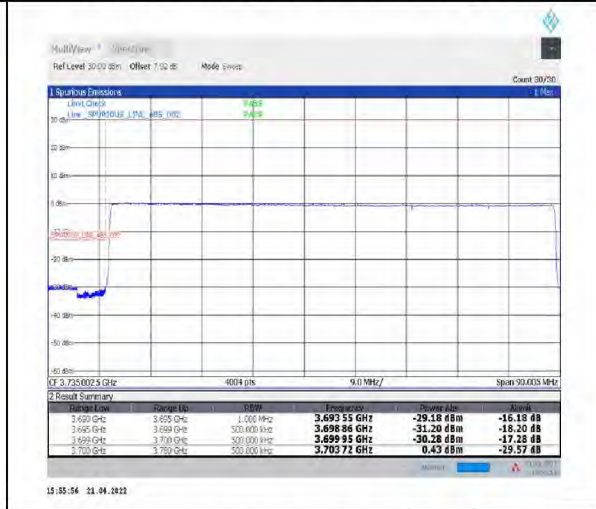 MultiView
Ref Level 30.00 dBm Offset 7.92 dB Mode Sweep
Count 30/30
1 Spurious Emissions
Limit Check PASS
PASS
30 dBm
20 dBm
10 dBm
-20 dBm
-40 dBm
-50 dBm
-60 dBm
CF 3.735 002 5 GHz 4004 pts 9.0 MHz/ Span 90.005 MHz
2 Result Summary
Range Low Range Up RBW Frequency Power Abs
3.690 GHz 3.695 GHz 1.000 MHz 3.693 55 GHz -29.18 dBm -16.18 dB
3.695 GHz 3.699 GHz 500.000 kHz 3.698 86 GHz -31.20 dBm -18.20 dB
3.699 GHz 3.700 GHz 500.000 kHz 3.699 95 GHz -30.28 dBm -17.28 dB
3.700 GHz 3.780 GHz 500.000 kHz 3.703 72 GHz 0.43 dBm -29.57 dB
15:55:56 21.04.2022